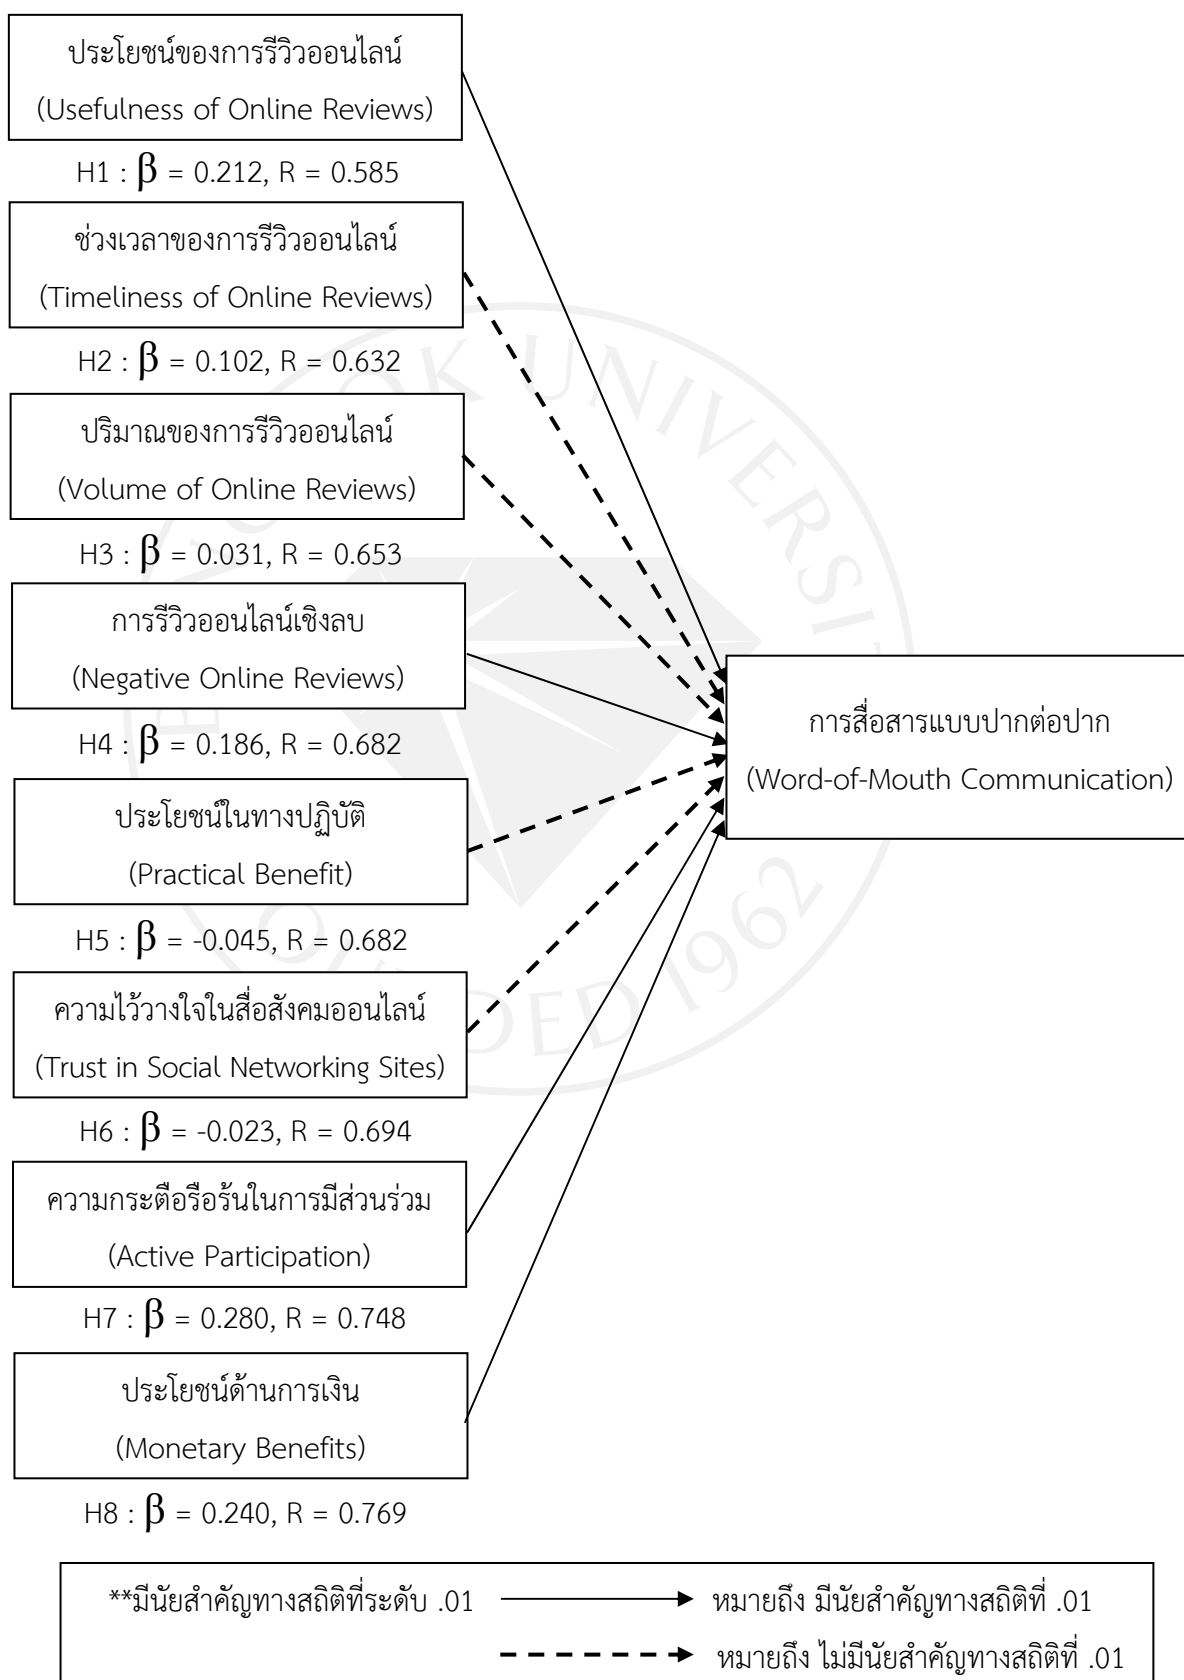 ประโยชน์ของการรีวิวออนไลน์
(Usefulness of Online Reviews)
H1 : β = 0.212, R = 0.585
ช่วงเวลาของการรีวิวออนไลน์
(Timeliness of Online Reviews)
H2 : β = 0.102, R = 0.632
ปริมาณของการรีวิวออนไลน์
(Volume of Online Reviews)
H3 : β = 0.031, R = 0.653
การรีวิวออนไลน์เชิงลบ
(Negative Online Reviews)
H4 : β = 0.186, R = 0.682
ประโยชน์ในทางปฏิบัติ
(Practical Benefit)
H5 : β = -0.045, R = 0.682
ความไว้วางใจในสื่อสังคมออนไลน์
(Trust in Social Networking Sites)
H6 : β = -0.023, R = 0.694
ความกระตือรือร้นในการมีส่วนร่วม
(Active Participation)
H7 : β = 0.280, R = 0.748
ประโยชน์ด้านการเงิน
(Monetary Benefits)
H8 : β = 0.240, R = 0.769
การสื่อสารแบบปากต่อปาก
(Word-of-Mouth Communication)
**มีนัยสำคัญทางสถิติที่ระดับ .01 หมายถึง มีนัยสำคัญทางสถิติที่ .01
หมายถึง ไม่มีนัยสำคัญทางสถิติที่ .01